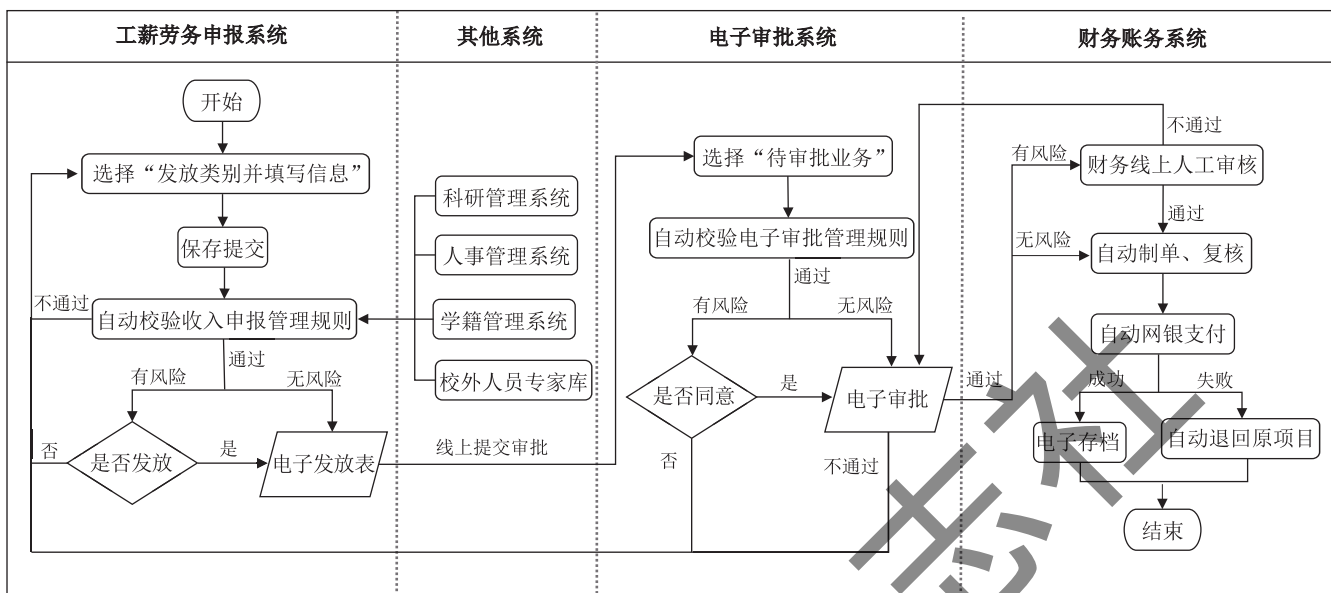 工薪劳务申报系统
其他系统
电子审批系统
财务账务系统
开始
选择“发放类别并填写信息”
保存提交
不通过
自动校验收入申报管理规则
通过
有风险
无风险
否
是否发放
是
电子发放表
科研管理系统
人事管理系统
学籍管理系统
校外人员专家库
线上提交审批
选择“待审批业务”
自动校验电子审批管理规则
通过
有风险
无风险
是否同意
是
电子审批
否
不通过
通过
不通过
有风险
财务线上人工审核
通过
无风险
自动制单、复核
自动网银支付
成功
失败
电子存档
自动退回原项目
结束
志社